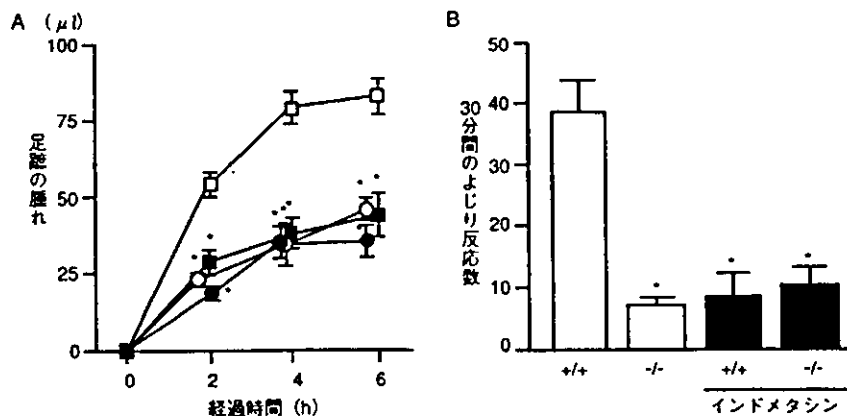 A (μl)
100
75
50
25
0
足蹠の腫れ
0 2 4 6
経過時間 (h)
B
50
40
30
20
10
0
30分間のよじり反応数
+/+ -/- +/+ -/-
インドメタシン